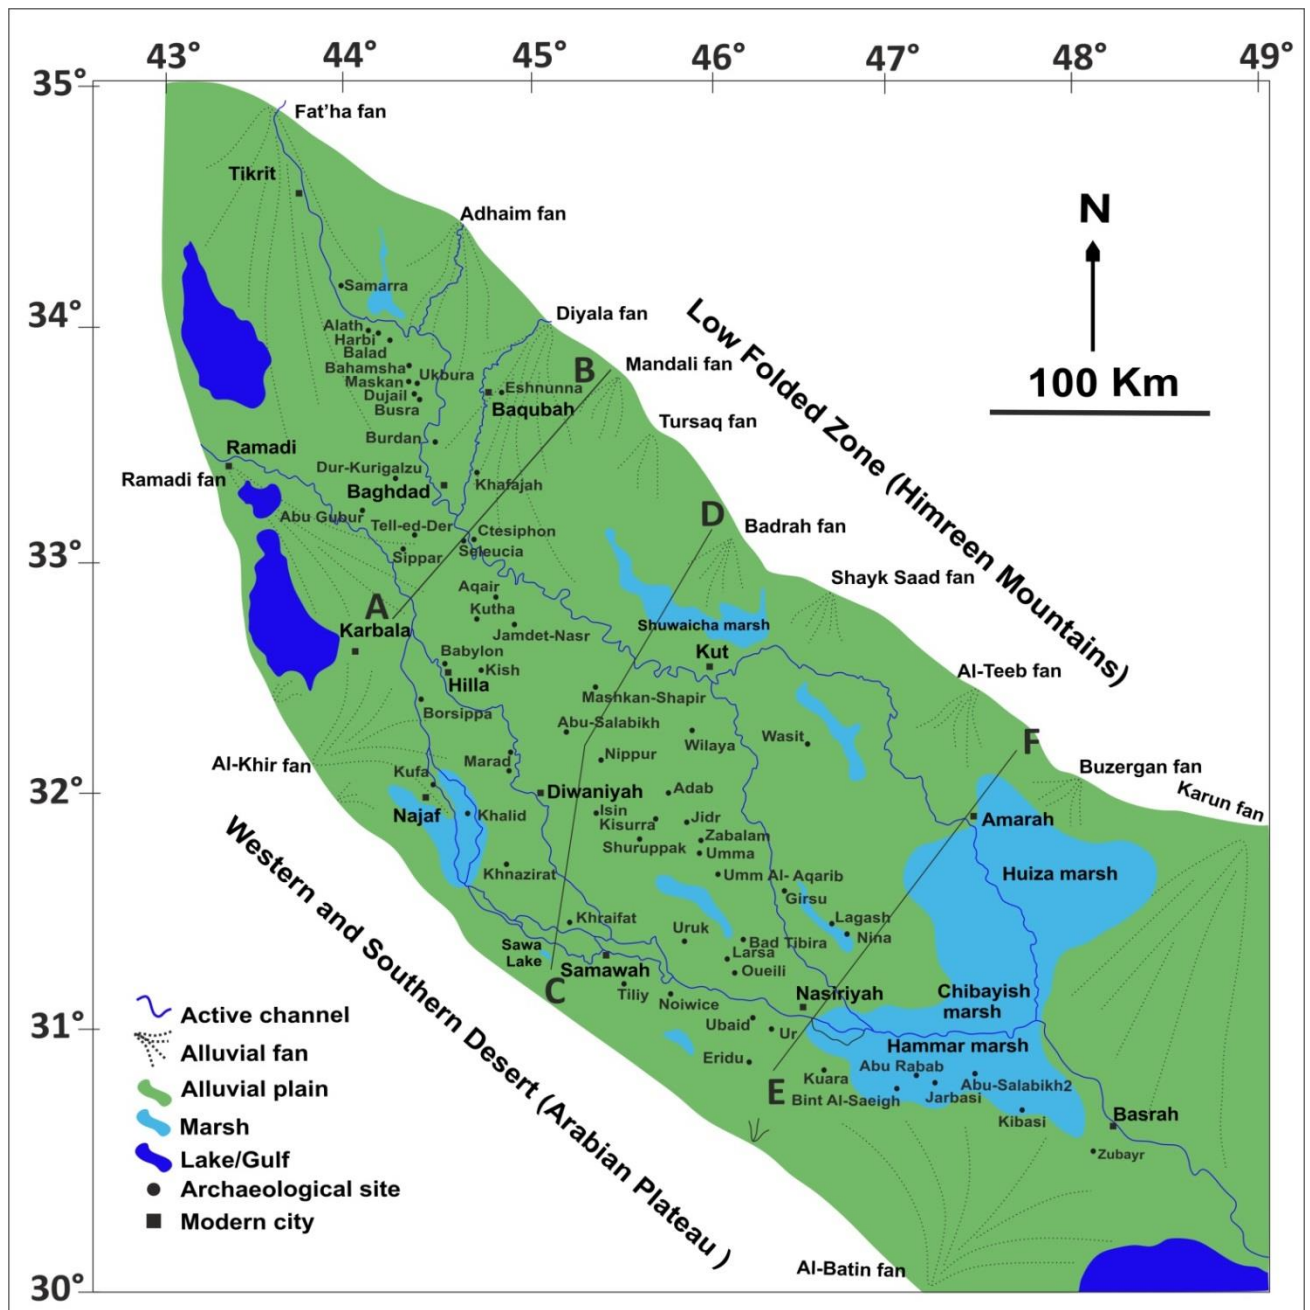 43° 44° 45° 46° 47° 48° 49°
35°
Fat'ha fan
Tikrit
Adhaim fan
N
Samarra
34°
Diyala fan
Alath
Harbi
Balad
Low Folded Zone (Himreen Mountains)
B
Mandali fan
Bahamsha
Ukbura
Maskan
Dujail
Busra
Eshnunna
Baqubah
100 Km
Tursaq fan
Burdan
Ramadi
Ramadi fan
Dur-Kurigalzu
Baghdad
Khafajah
Abu Gubur
Tell-ed-Der
Ctesiphon
Seleucia
Sippar
D
Badrah fan
33°
Shayk Saad fan
Aqair
Kutha
Jamdet-Nasr
A
Karbala
Shuwaicha marsh
Kut
Babylon
Kish
Hilla
Al-Teeb fan
Mashkan-Shapir
Borsippa
Abu-Salabikh
Wilaya
Wasit
Marad
Nippur
F
Al-Khir fan
Buzergan fan
Kufa
32°
Diwaniyah
Adab
Karun fan
Najaf
Khalid
Isin
Kisurra
Jidr
Amarah
Zabalam
Shuruppak
Umma
Khnazirat
Umm Al- Aqarib
Huiza marsh
Girsu
Western and Southern Desert (Arabian Plateau )
Khraifat
Uruk
Lagash
Nina
Bad Tibira
Sawa
Lake
Larsa
Samawah
Oueili
C
Tiliy
Noiwice
Nasiriyah
Chibayish
marsh
31°
Ubaid
Ur
Hammar marsh
Eridu
Abu Rabab
Kuara
E
Abu-Salabikh2
Bint Al-Saeigh
Jarbasi
Kibasi
Basrah
Zubayr
Active channel
Alluvial fan
Alluvial plain
Marsh
Lake/Gulf
Archaeological site
Modern city
Al-Batin fan
30°